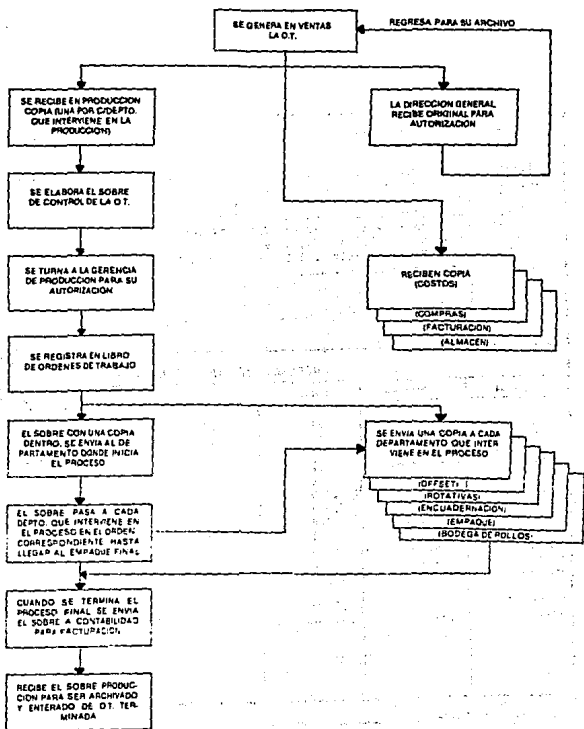 SE GENERA EN VENTAS
LA O.T.
REGRESA PARA SU ARCHIVO
SE RECIBE EN PRODUCCION
COPIA (UNA POR C/DEPTO.
QUE INTERVIENE EN LA
PRODUCCION)
LA DIRECCION GENERAL
RECIBE ORIGINAL PARA
AUTORIZACIÓN
SE ELABORA EL SOBRE
DE CONTROL DE LA O.T.
SE TURNA A LA GERENCIA
DE PRODUCCION PARA SU
AUTORIZACIÓN
RECIBEN COPIA
(COSTOS)
(COMPRAS)
(FACTURACION)
(ALMACEN)
SE REGISTRA EN LIBRO
DE ORDENES DE TRABAJO
EL SOBRE CON UNA COPIA
DENTRO, SE ENVIA AL DE
PARTAMENTO DONDE INICIA
EL PROCESO
SE ENVIA UNA COPIA A CADA
DEPARTAMENTO QUE INTER
VIENE EN EL PROCESO
(OFFSET)
(ROTATIVAS)
(ENCUADERNACION)
(EMPAQUE)
(BODEGA DE ROLLOS)
EL SOBRE PASA A CADA
DEPTO. QUE INTERVIENE EN
EL PROCESO EN EL ORDEN
CORRESPONDIENTE HASTA
LLEGAR AL EMPAQUE FINAL
CUANDO SE TERMINA EL
PROCESO FINAL SE ENVIA
EL SOBRE A CONTABILIDAD
PARA FACTURACION
RECIBE EL SOBRE PRODUC-
CION PARA SER ARCHIVADO
Y ENTERADO DE O.T. TER-
MINADA